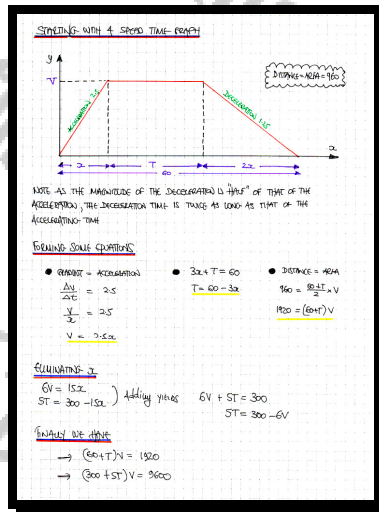 STARTING WITH A SPEED TIME GRAPH
y
V
DISTANCE = AREA = 960
ACCELERATION 2.5
DECELERATION 1.25
x
x T 2x
60
NOTE AS THE MAGNITUDE OF THE DECELERATION IS "HALF" OF THAT OF THE
ACCELERATION, THE DECELERATION TIME IS TWICE AS LONG AS THAT OF THE
ACCELERATING TIME
FORMING SOME EQUATIONS
● GRADIENT = ACCELERATION
Δv/Δt = 2.5
V/x = 2.5
V = 2.5x
● 3x+T = 60
T = 60 - 3x
● DISTANCE = AREA
960 = (60+T)/2 × V
1920 = (60+T)V
ELIMINATING x
6V = 15x
5T = 300 - 15x
} Adding yields
6V + 5T = 300
5T = 300 - 6V
FINALLY WE HAVE
→ (60+T)V = 1920
→ (300 + 5T)V = 9600